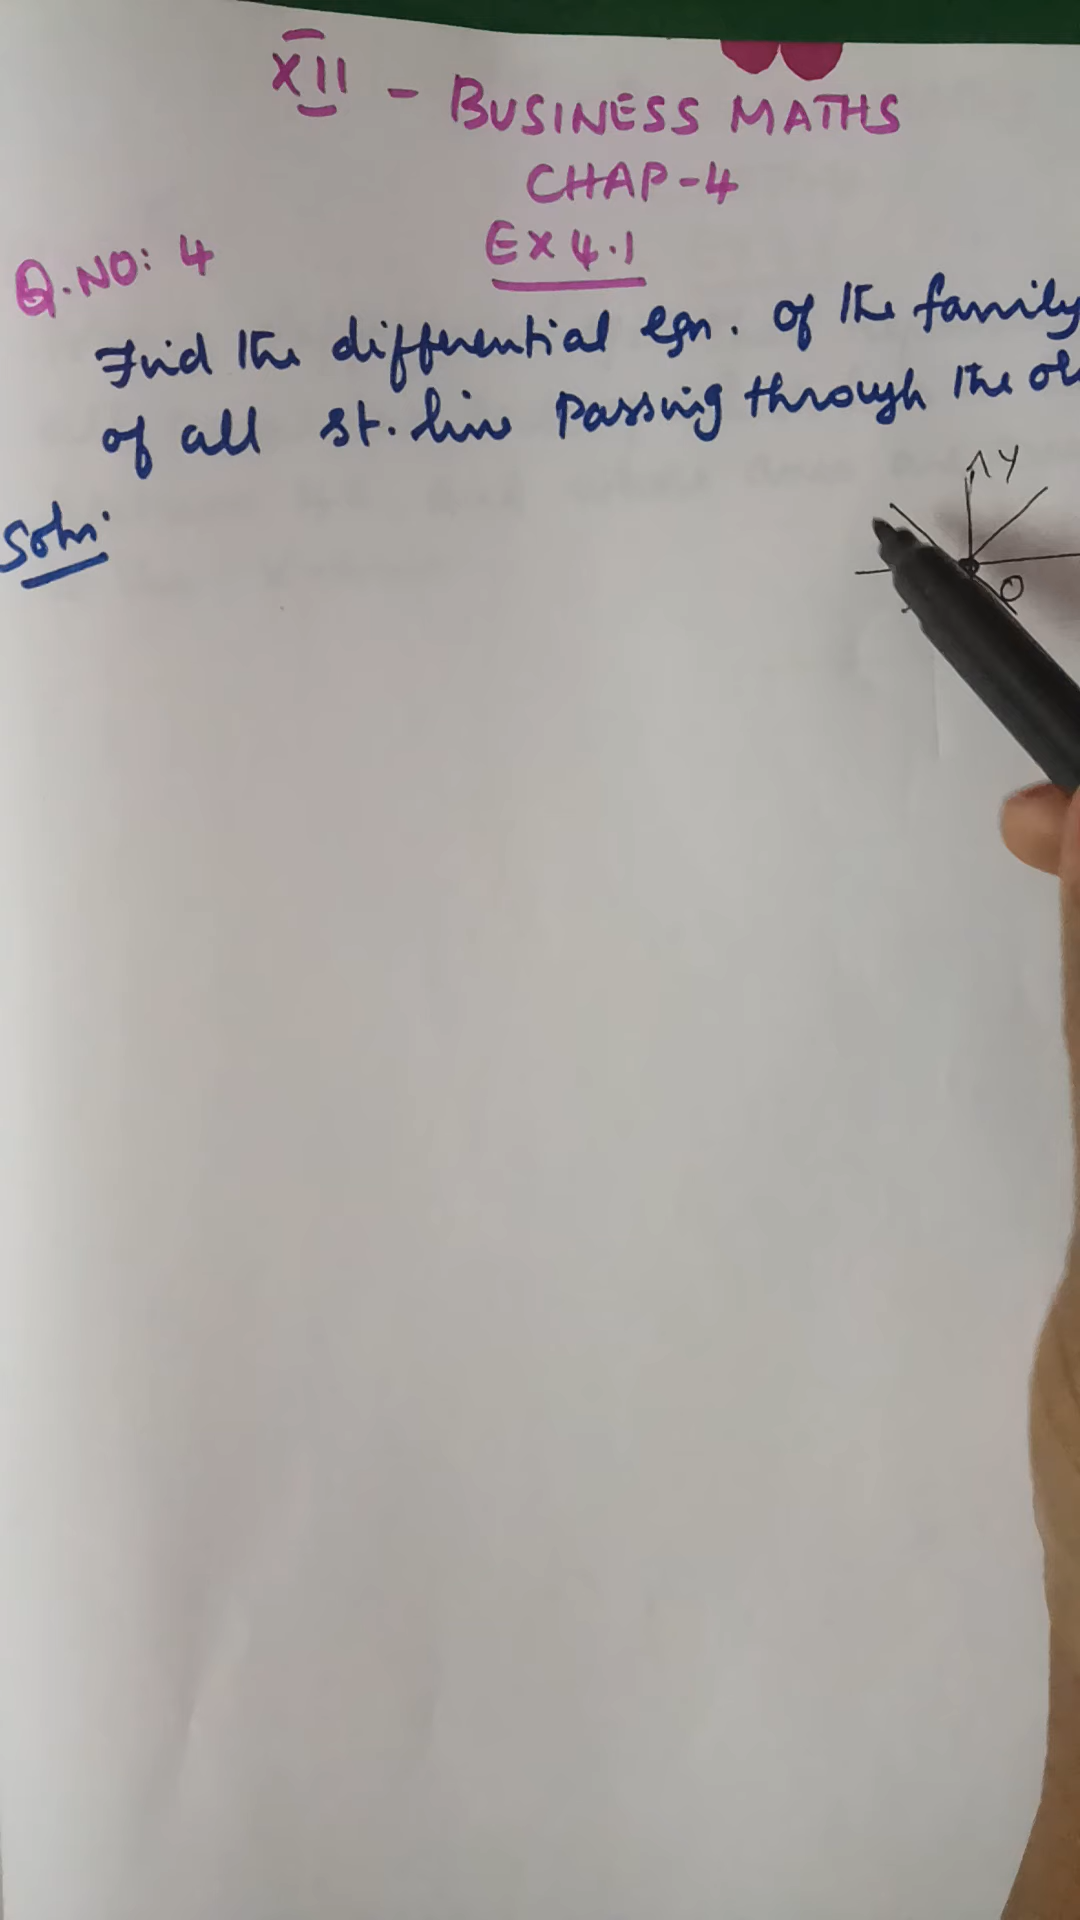 XII - BUSINESS MATHS
CHAP-4
EX 4.1
Q.NO: 4
Find the differential eqn. of the family
of all st. line passing through the
Soln.
Y
O